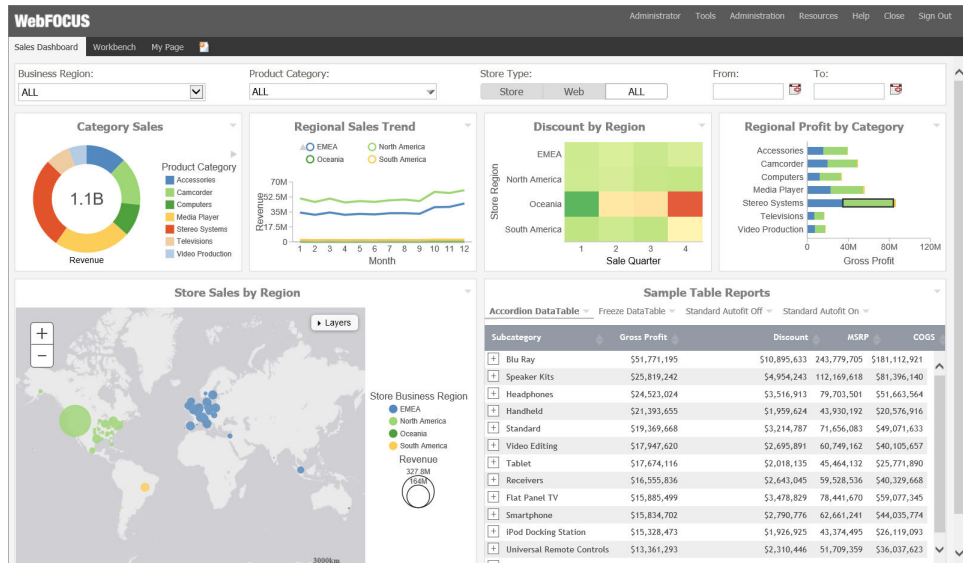 WebFOCUS
Administrator Tools Administration Resources Help Close Sign Out
Sales Dashboard Workbench My Page
Business Region: Product Category: Store Type: From: To:
ALL ALL Store Web ALL
Category Sales
1.1B
Revenue
Product Category
Accessories
Camcorder
Computers
Media Player
Stereo Systems
Televisions
Video Production
Regional Sales Trend
EMEA North America
Oceania South America
Revenue
70M
52.5M
35M
17.5M
0
1 2 3 4 5 6 7 8 9 10 11 12
Month
Discount by Region
Store Region
EMEA
North America
Oceania
South America
1 2 3 4
Sale Quarter
Regional Profit by Category
Accessories
Camcorder
Computers
Media Player
Stereo Systems
Televisions
Video Production
0 40M 80M 120M
Gross Profit
Store Sales by Region
+
−
Layers
3000km
Store Business Region
EMEA
North America
Oceania
South America
Revenue
327.8M
164M
Sample Table Reports
Accordion DataTable Freeze DataTable Standard Autofit Off Standard Autofit On
Subcategory Gross Profit Discount MSRP COGS
+ Blu Ray $51,771,195 $10,895,633 243,779,705 $181,112,921
+ Speaker Kits $25,819,242 $4,954,243 112,169,618 $81,396,140
+ Headphones $24,523,024 $3,516,913 79,703,501 $51,663,564
+ Handheld $21,393,655 $1,959,624 43,930,192 $20,576,916
+ Standard $19,369,668 $3,214,787 71,656,083 $49,071,633
+ Video Editing $17,947,620 $2,695,891 60,749,162 $40,105,657
+ Tablet $17,674,116 $2,018,135 45,464,132 $25,771,890
+ Receivers $16,555,836 $2,643,045 59,528,536 $40,329,668
+ Flat Panel TV $15,885,499 $3,478,829 78,441,670 $59,077,345
+ Smartphone $15,834,702 $2,790,776 62,661,241 $44,035,774
+ iPod Docking Station $15,328,473 $1,926,925 43,374,495 $26,119,093
+ Universal Remote Controls $13,361,293 $2,310,446 51,709,359 $36,037,623